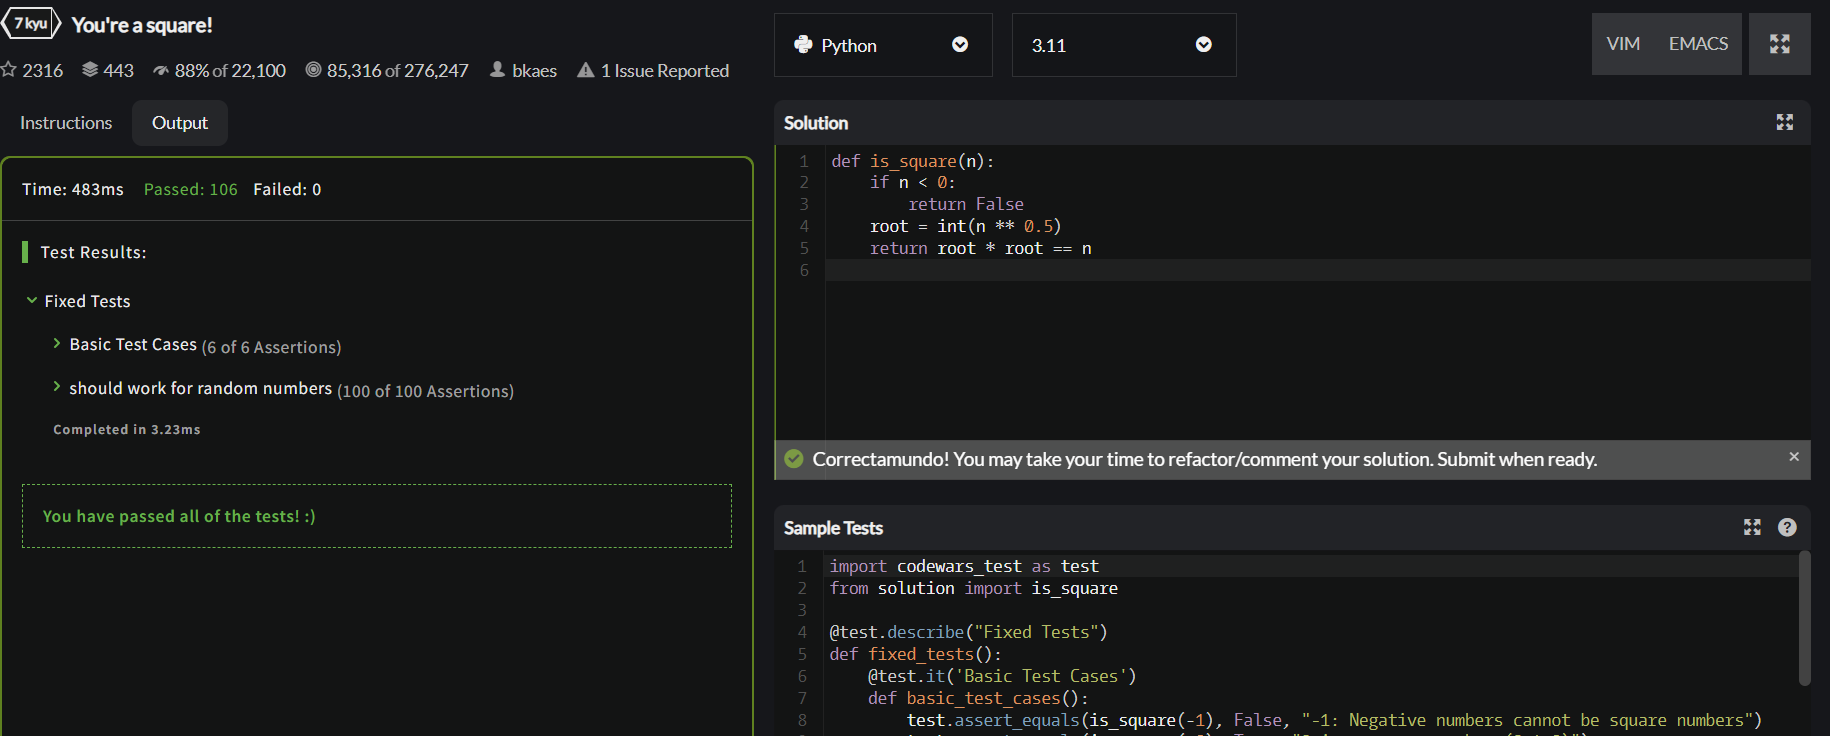 7 kyu You're a square!
2316 443 88% of 22,100 85,316 of 276,247 bkaes 1 Issue Reported
Instructions Output
Time: 483ms Passed: 106 Failed: 0
Test Results:
Fixed Tests
Basic Test Cases (6 of 6 Assertions)
should work for random numbers (100 of 100 Assertions)
Completed in 3.23ms
You have passed all of the tests! :)
Python 3.11 VIM EMACS
Solution
1 def is_square(n):
2     if n < 0:
3         return False
4     root = int(n ** 0.5)
5     return root * root == n
6
Correctamundo! You may take your time to refactor/comment your solution. Submit when ready. ×
Sample Tests ?
1 import codewars_test as test
2 from solution import is_square
3
4 @test.describe("Fixed Tests")
5 def fixed_tests():
6     @test.it('Basic Test Cases')
7     def basic_test_cases():
8         test.assert_equals(is_square(-1), False, "-1: Negative numbers cannot be square numbers")